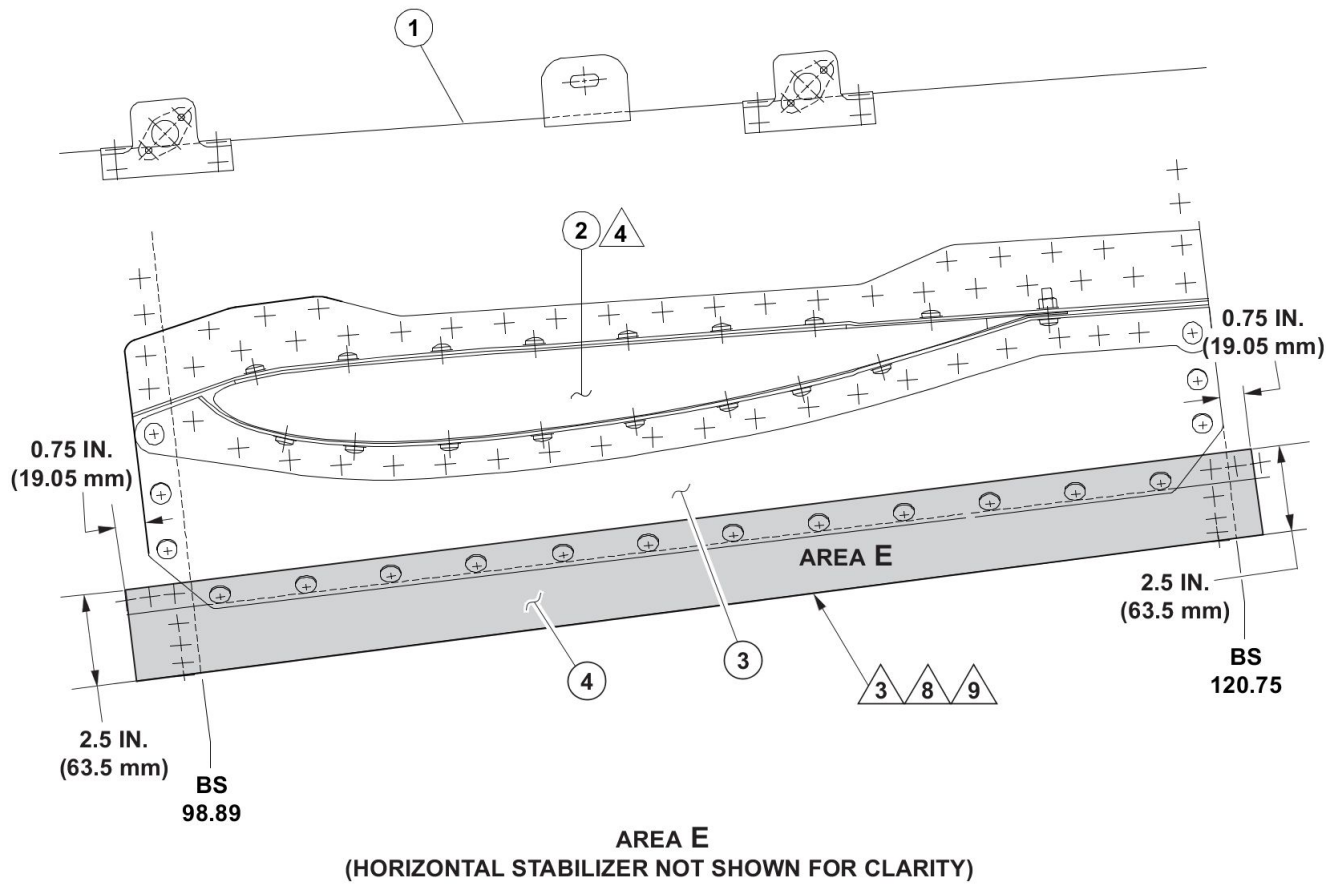 1
2
4
0.75 IN.
(19.05 mm)
0.75 IN.
(19.05 mm)
AREA E
2.5 IN.
(63.5 mm)
3
4
3 8 9
BS
120.75
2.5 IN.
(63.5 mm)
BS
98.89
AREA E
(HORIZONTAL STABILIZER NOT SHOWN FOR CLARITY)